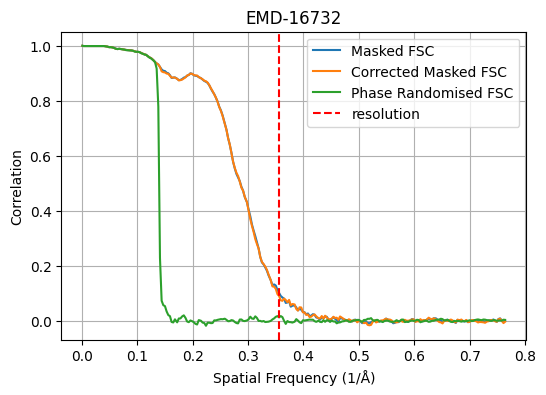 EMD-16732
Masked FSC
Corrected Masked FSC
Phase Randomised FSC
resolution
Correlation
1.0
0.8
0.6
0.4
0.2
0.0
0.0 0.1 0.2 0.3 0.4 0.5 0.6 0.7 0.8
Spatial Frequency (1/Å)